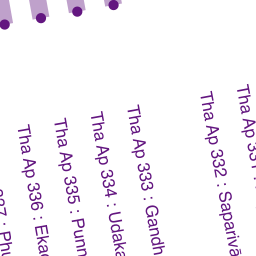 Tha Ap 332 : Saparivā
Tha Ap 333 : Gandh
Tha Ap 334 : Udaka
Tha Ap 335 : Punn
Tha Ap 336 : Eka